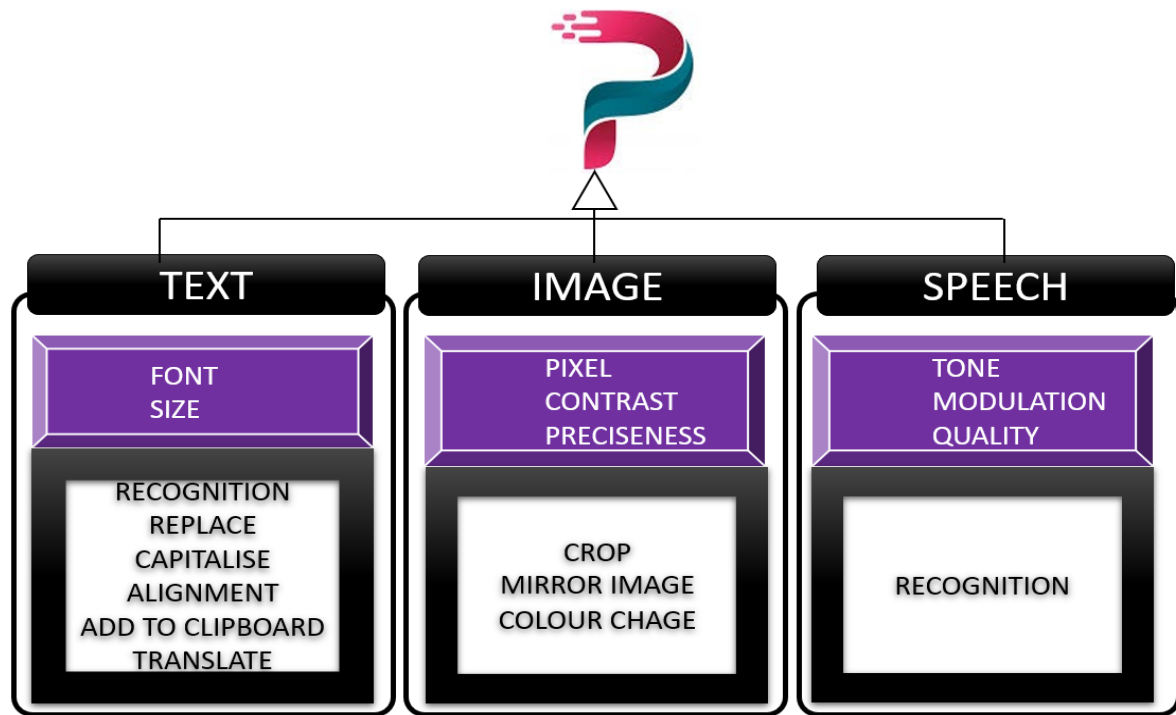 P
TEXT
FONT
SIZE
RECOGNITION
REPLACE
CAPITALISE
ALIGNMENT
ADD TO CLIPBOARD
TRANSLATE
IMAGE
PIXEL
CONTRAST
PRECISENESS
CROP
MIRROR IMAGE
COLOUR CHAGE
SPEECH
TONE
MODULATION
QUALITY
RECOGNITION